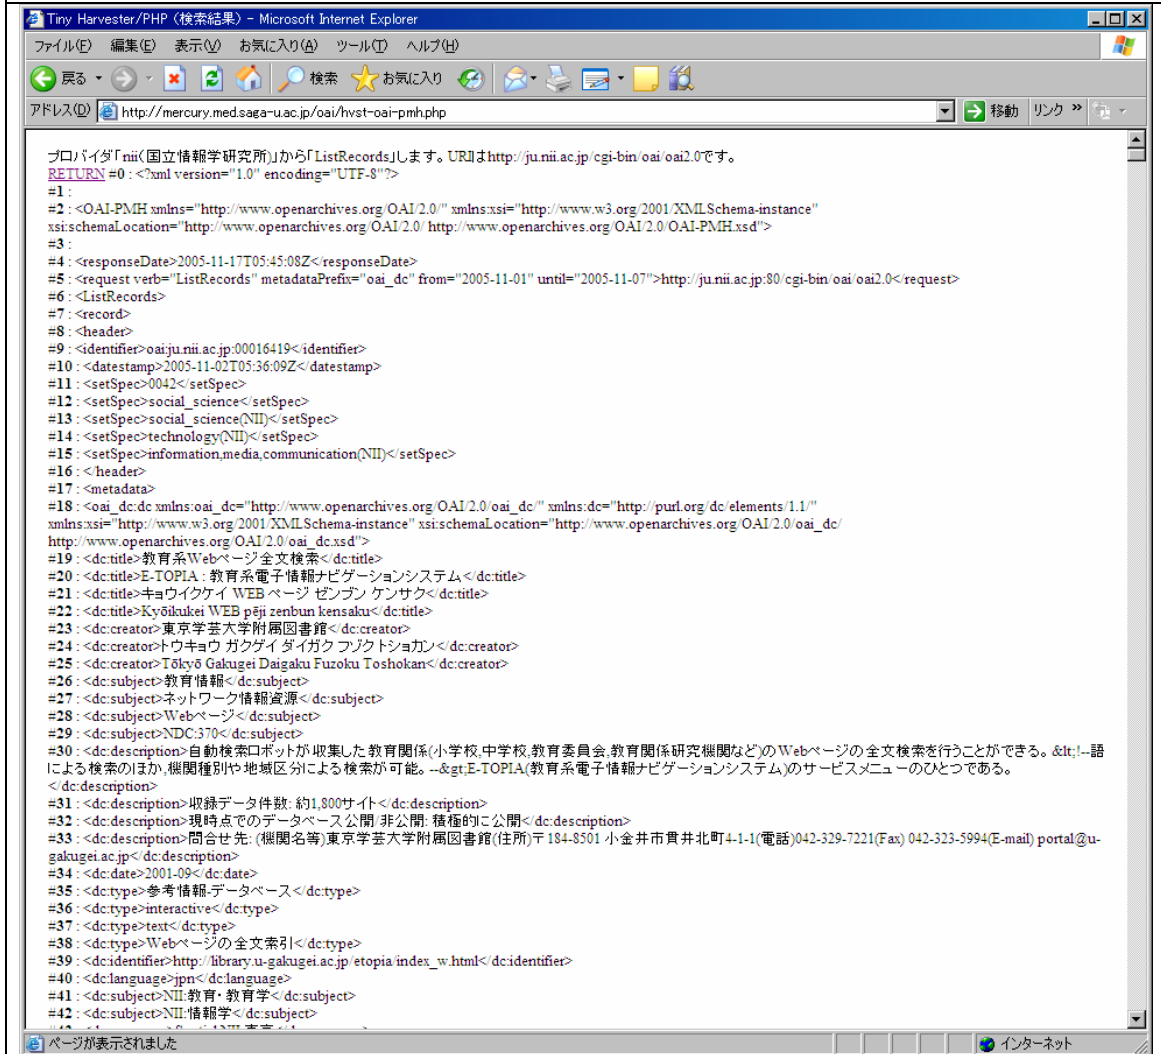 Tiny Harvester/PHP (検索結果) - Microsoft Internet Explorer
ファイル(F) 編集(E) 表示(V) お気に入り(A) ツール(T) ヘルプ(H)
戻る 検索 お気に入り
アドレス(D) http://mercury.med.saga-u.ac.jp/oai/hvst-oai-pmh.php 移動 リンク »
プロバイダ「nii(国立情報学研究所)」から「ListRecords」します。URIはhttp://ju.nii.ac.jp/cgi-bin/oai/oai2.0です。
RETURN #0 : <?xml version="1.0" encoding="UTF-8"?>
#1 :
#2 : <OAI-PMH xmlns="http://www.openarchives.org/OAI/2.0/" xmlns:xsi="http://www.w3.org/2001/XMLSchema-instance"
xsi:schemaLocation="http://www.openarchives.org/OAI/2.0/ http://www.openarchives.org/OAI/2.0/OAI-PMH.xsd">
#3 :
#4 : <responseDate>2005-11-17T05:45:08Z</responseDate>
#5 : <request verb="ListRecords" metadataPrefix="oai_dc" from="2005-11-01" until="2005-11-07">http://ju.nii.ac.jp:80/cgi-bin/oai/oai2.0</request>
#6 : <ListRecords>
#7 : <record>
#8 : <header>
#9 : <identifier>oai:ju.nii.ac.jp:00016419</identifier>
#10 : <datestamp>2005-11-02T05:36:09Z</datestamp>
#11 : <setSpec>0042</setSpec>
#12 : <setSpec>social_science</setSpec>
#13 : <setSpec>social_science(NII)</setSpec>
#14 : <setSpec>technology(NII)</setSpec>
#15 : <setSpec>information,media,communication(NII)</setSpec>
#16 : </header>
#17 : <metadata>
#18 : <oai_dc:dc xmlns:oai_dc="http://www.openarchives.org/OAI/2.0/oai_dc/" xmlns:dc="http://purl.org/dc/elements/1.1/"
xmlns:xsi="http://www.w3.org/2001/XMLSchema-instance" xsi:schemaLocation="http://www.openarchives.org/OAI/2.0/oai_dc/
http://www.openarchives.org/OAI/2.0/oai_dc.xsd">
#19 : <dc:title>教育系Webページ全文検索</dc:title>
#20 : <dc:title>E-TOPIA : 教育系電子情報ナビゲーションシステム</dc:title>
#21 : <dc:title>キョウイクケイ WEB ページ ゼンブン ケンサク</dc:title>
#22 : <dc:title>Kyōikukei WEB pēji zenbun kensaku</dc:title>
#23 : <dc:creator>東京学芸大学附属図書館</dc:creator>
#24 : <dc:creator>トウキョウ ガクゲイ ダイガク フゾク トショカン</dc:creator>
#25 : <dc:creator>Tōkyō Gakugei Daigaku Fuzoku Toshokan</dc:creator>
#26 : <dc:subject>教育情報</dc:subject>
#27 : <dc:subject>ネットワーク情報資源</dc:subject>
#28 : <dc:subject>Webページ</dc:subject>
#29 : <dc:subject>NDC:370</dc:subject>
#30 : <dc:description>自動検索ロボットが収集した教育関係(小学校,中学校,教育委員会,教育関係研究機関など)のWebページの全文検索を行うことができる。&lt;!--語
による検索のほか,機関種別や地域区分による検索が可能。--&gt;E-TOPIA(教育系電子情報ナビゲーションシステム)のサービスメニューのひとつである。
</dc:description>
#31 : <dc:description>収録データ件数: 約1,800サイト</dc:description>
#32 : <dc:description>現時点でのデータベース公開/非公開: 積極的に公開</dc:description>
#33 : <dc:description>問合せ先: (機関名等)東京学芸大学附属図書館(住所)〒184-8501 小金井市貫井北町4-1-1(電話)042-329-7221(Fax) 042-323-5994(E-mail) portal@u-
gakugei.ac.jp</dc:description>
#34 : <dc:date>2001-09</dc:date>
#35 : <dc:type>参考情報-データベース</dc:type>
#36 : <dc:type>interactive</dc:type>
#37 : <dc:type>text</dc:type>
#38 : <dc:type>Webページの全文索引</dc:type>
#39 : <dc:identifier>http://library.u-gakugei.ac.jp/etopia/index_w.html</dc:identifier>
#40 : <dc:language>jpn</dc:language>
#41 : <dc:subject>NII:教育・教育学</dc:subject>
#42 : <dc:subject>NII:情報学</dc:subject>
ページが表示されました インターネット